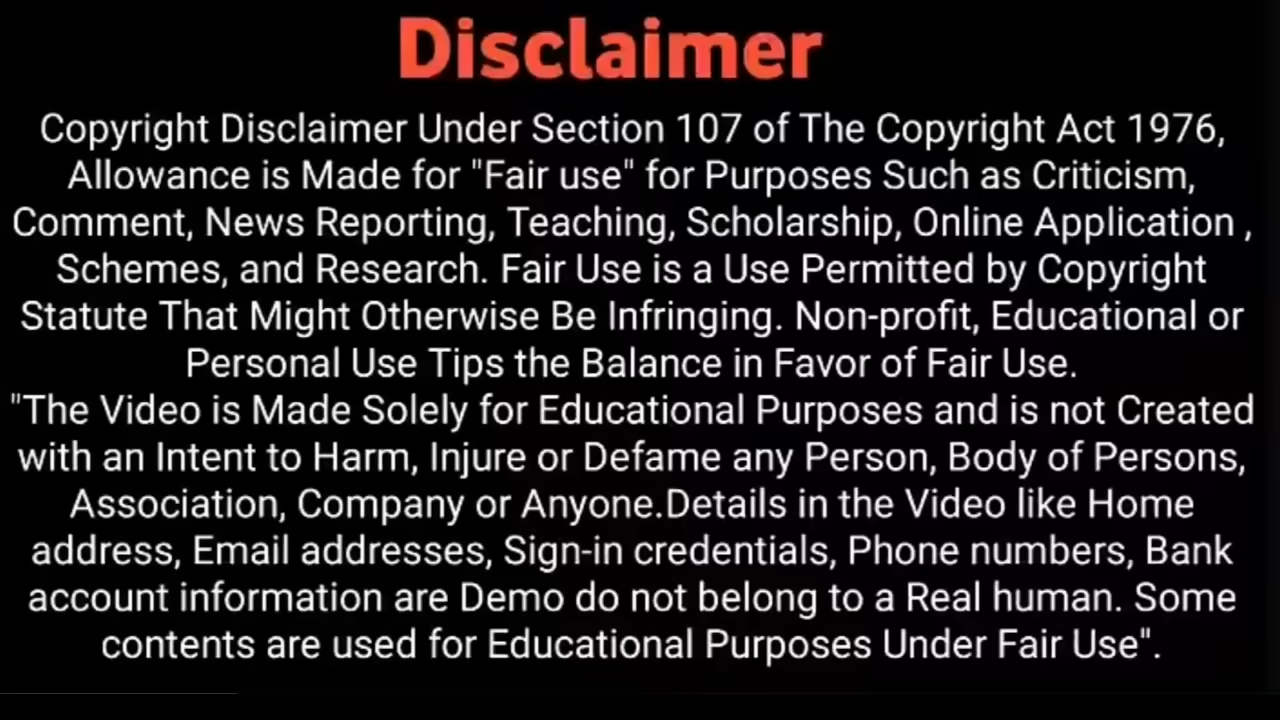 Disclaimer
Copyright Disclaimer Under Section 107 of The Copyright Act 1976,
Allowance is Made for "Fair use" for Purposes Such as Criticism,
Comment, News Reporting, Teaching, Scholarship, Online Application ,
Schemes, and Research. Fair Use is a Use Permitted by Copyright
Statute That Might Otherwise Be Infringing. Non-profit, Educational or
Personal Use Tips the Balance in Favor of Fair Use.
"The Video is Made Solely for Educational Purposes and is not Created
with an Intent to Harm, Injure or Defame any Person, Body of Persons,
Association, Company or Anyone.Details in the Video like Home
address, Email addresses, Sign-in credentials, Phone numbers, Bank
account information are Demo do not belong to a Real human. Some
contents are used for Educational Purposes Under Fair Use".